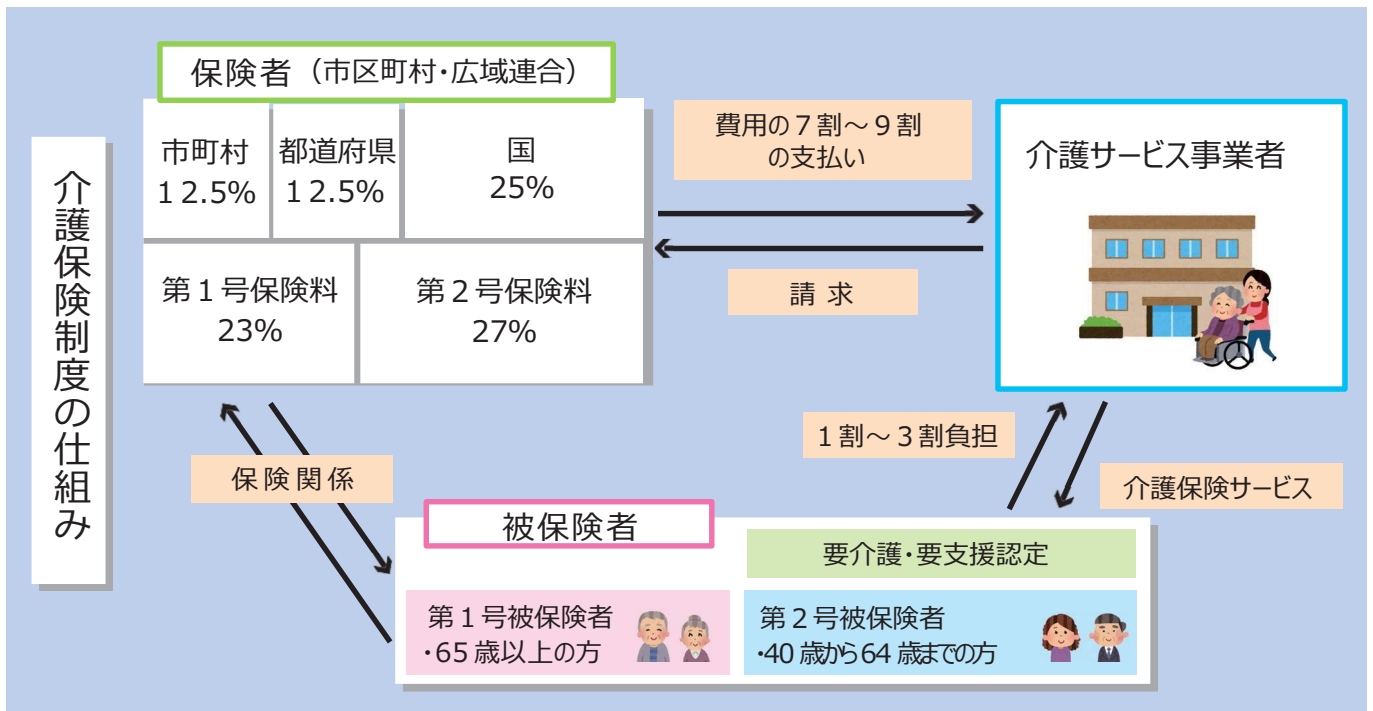 介護保険制度の仕組み
保険者（市区町村・広域連合）
市町村
１２.5%
都道府県
１２.5%
国
25%
第１号保険料
23%
第２号保険料
27%
費用の７割～９割
の支払い
請 求
介護サービス事業者
保 険 関 係
１割～３割負担
介護保険サービス
被保険者
要介護・要支援認定
第１号被保険者
・65 歳以上の方
第２号被保険者
・40 歳から 64 歳までの方